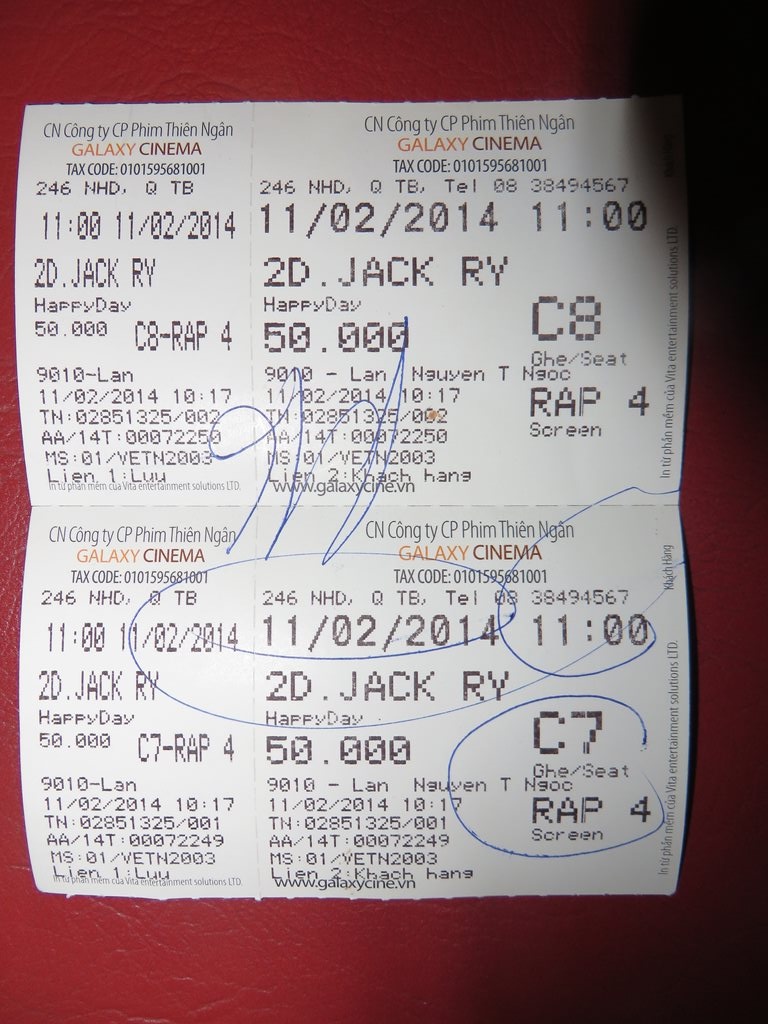 CN Công ty CP Phim Thiên Ngân
GALAXY CINEMA
TAX CODE: 0101595681001
246 NHD, Q TB
11:00 11/02/2014
2D.JACK RY
HappyDay
50.000 C8-RAP 4
9010-Lan
11/02/2014 10:17
TN:02851325/002
AA/14T:00072250
MS:01/VETN2003
Lien 1:Luu
In từ phần mềm của Vita entertainment solutions LTD.
CN Công ty CP Phim Thiên Ngân
GALAXY CINEMA
TAX CODE: 0101595681001
246 NHD, Q TB, Tel 08 38494567
11/02/2014 11:00
2D.JACK RY
HappyDay
50.000
C8
Ghe/Seat
9010 - Lan Nguyen T Ngoc
11/02/2014 10:17
RAP 4
TN:02851325/002
Screen
AA/14T:00072250
MS:01/VETN2003
Lien 2:Khach hang
www.galaxycine.vn
In từ phần mềm của Vita entertainment solutions LTD.
CN Công ty CP Phim Thiên Ngân
GALAXY CINEMA
TAX CODE: 0101595681001
246 NHD, Q TB
11:00 11/02/2014
2D.JACK RY
HappyDay
50.000 C7-RAP 4
9010-Lan
11/02/2014 10:17
TN:02851325/001
AA/14T:00072249
MS:01/VETN2003
Lien 1:Luu
In từ phần mềm của Vita entertainment solutions LTD.
CN Công ty CP Phim Thiên Ngân
GALAXY CINEMA
TAX CODE: 0101595681001
246 NHD, Q TB, Tel 08 38494567
11/02/2014 11:00
2D.JACK RY
HappyDay
50.000
C7
Ghe/Seat
9010 - Lan Nguyen T Ngoc
11/02/2014 10:17
RAP 4
TN:02851325/001
Screen
AA/14T:00072249
MS:01/VETN2003
Lien 2:Khach hang
www.galaxycine.vn
Khách Hàng
In từ phần mềm của Vita entertainment solutions LTD.